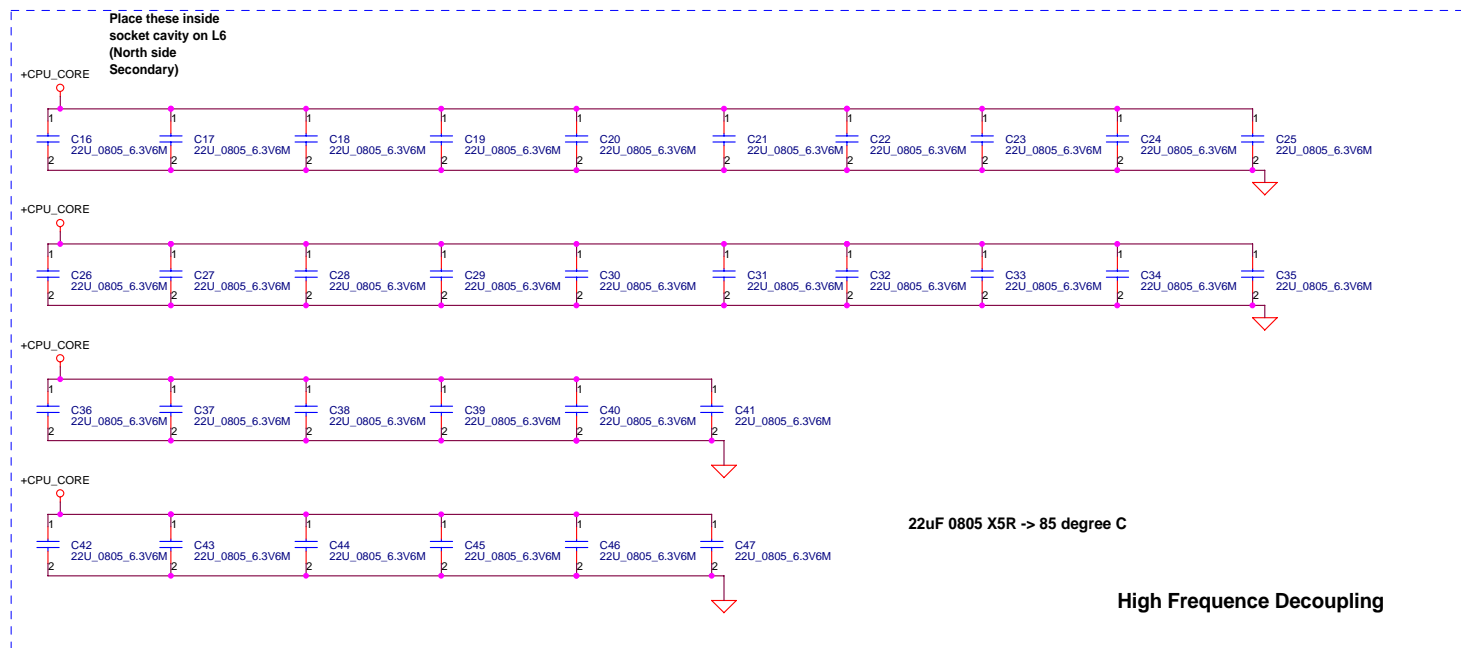 Place these inside
socket cavity on L6
(North side
Secondary)
+CPU_CORE
1 1 1 1 1 1 1 1 1 1
C16 C17 C18 C19 C20 C21 C22 C23 C24 C25
22U_0805_6.3V6M 22U_0805_6.3V6M 22U_0805_6.3V6M 22U_0805_6.3V6M 22U_0805_6.3V6M 22U_0805_6.3V6M 22U_0805_6.3V6M 22U_0805_6.3V6M 22U_0805_6.3V6M 22U_0805_6.3V6M
2 2 2 2 2 2 2 2 2 2
+CPU_CORE
1 1 1 1 1 1 1 1 1 1
C26 C27 C28 C29 C30 C31 C32 C33 C34 C35
22U_0805_6.3V6M 22U_0805_6.3V6M 22U_0805_6.3V6M 22U_0805_6.3V6M 22U_0805_6.3V6M 22U_0805_6.3V6M 22U_0805_6.3V6M 22U_0805_6.3V6M 22U_0805_6.3V6M 22U_0805_6.3V6M
2 2 2 2 2 2 2 2 2 2
+CPU_CORE
1 1 1 1 1 1
C36 C37 C38 C39 C40 C41
22U_0805_6.3V6M 22U_0805_6.3V6M 22U_0805_6.3V6M 22U_0805_6.3V6M 22U_0805_6.3V6M 22U_0805_6.3V6M
2 2 2 2 2 2
+CPU_CORE
1 1 1 1 1 1
C42 C43 C44 C45 C46 C47
22U_0805_6.3V6M 22U_0805_6.3V6M 22U_0805_6.3V6M 22U_0805_6.3V6M 22U_0805_6.3V6M 22U_0805_6.3V6M
2 2 2 2 2 2
22uF 0805 X5R -> 85 degree C
High Frequence Decoupling